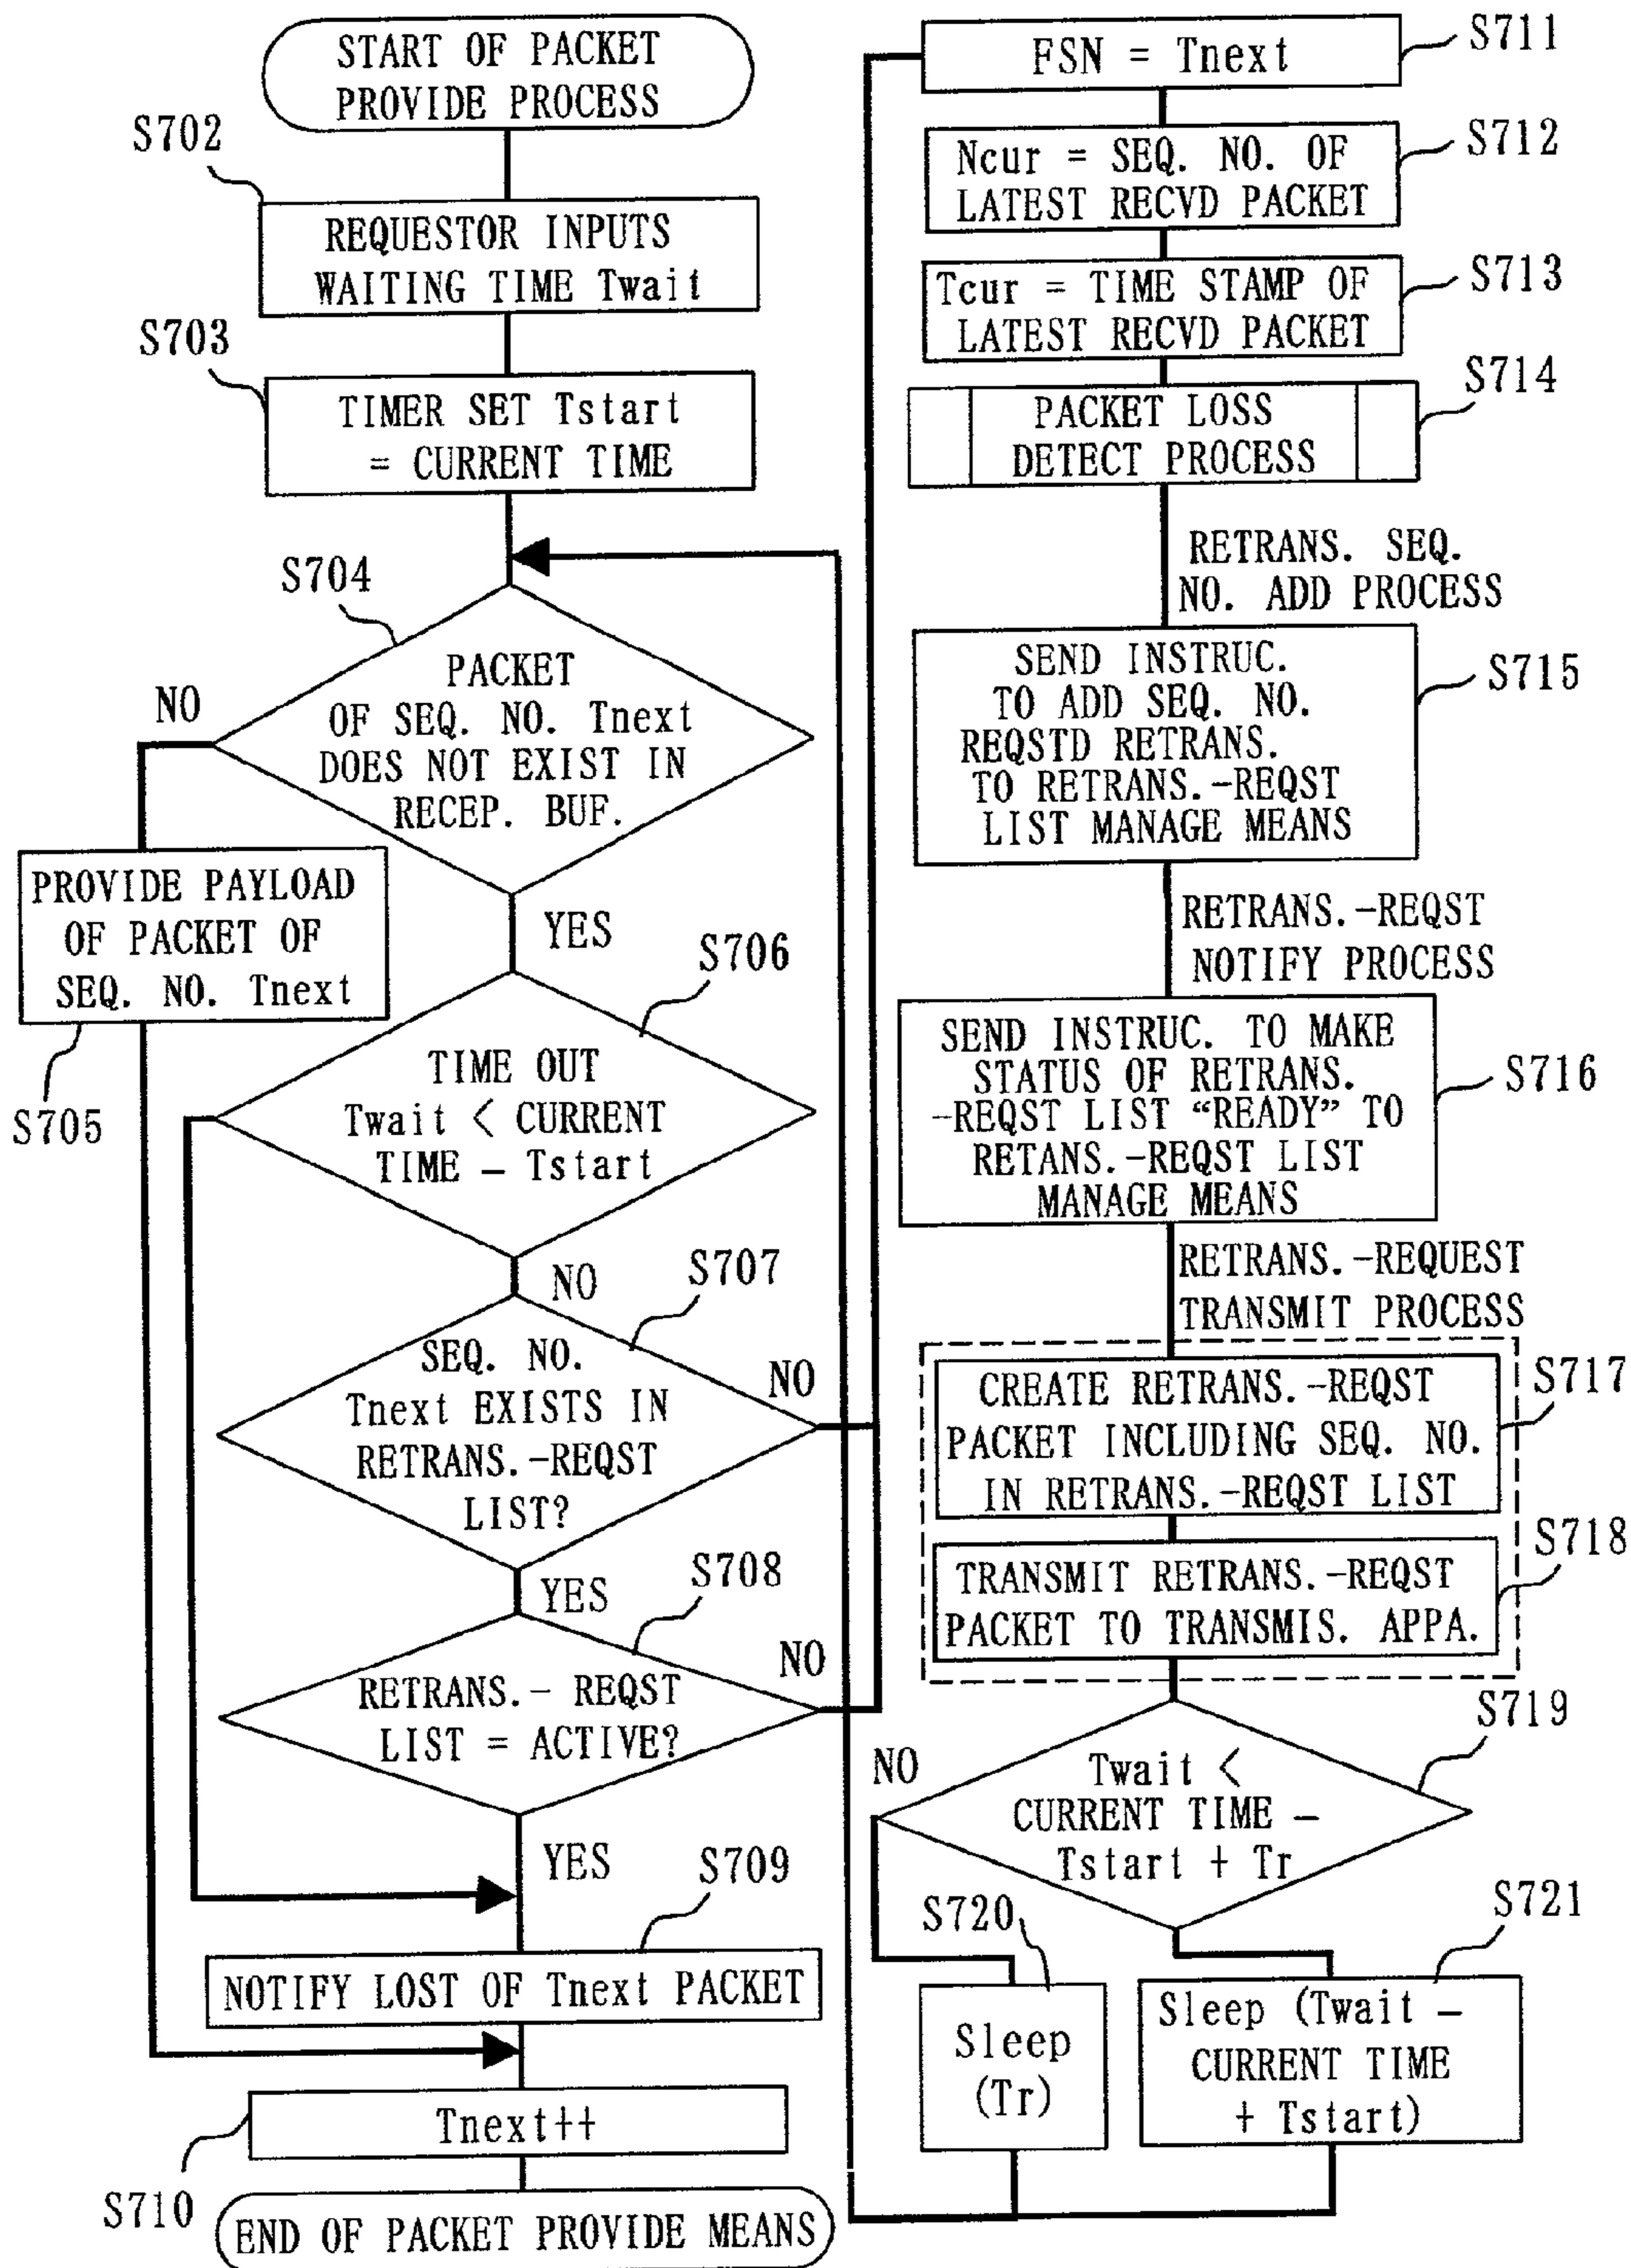 START OF PACKET
PROVIDE PROCESS
S702
REQUESTOR INPUTS
WAITING TIME Twait
S703
TIMER SET Tstart
= CURRENT TIME
S704
PACKET
OF SEQ. NO. Tnext
DOES NOT EXIST IN
RECEP. BUF.
NO
YES
PROVIDE PAYLOAD
OF PACKET OF
SEQ. NO. Tnext
S705
S706
TIME OUT
Twait < CURRENT
TIME - Tstart
NO
S707
SEQ. NO.
Tnext EXISTS IN
RETRANS.-REQST
LIST?
NO
YES
S708
RETRANS.- REQST
LIST = ACTIVE?
NO
YES
S709
NOTIFY LOST OF Tnext PACKET
Tnext++
S710
END OF PACKET PROVIDE MEANS
FSN = Tnext
S711
Ncur = SEQ. NO. OF
LATEST RECVD PACKET
S712
Tcur = TIME STAMP OF
LATEST RECVD PACKET
S713
PACKET LOSS
DETECT PROCESS
S714
RETRANS. SEQ.
NO. ADD PROCESS
SEND INSTRUC.
TO ADD SEQ. NO.
REQSTD RETRANS.
TO RETRANS.-REQST
LIST MANAGE MEANS
S715
RETRANS.-REQST
NOTIFY PROCESS
SEND INSTRUC. TO MAKE
STATUS OF RETRANS.
-REQST LIST “READY” TO
RETANS.-REQST LIST
MANAGE MEANS
S716
RETRANS.-REQUEST
TRANSMIT PROCESS
CREATE RETRANS.-REQST
PACKET INCLUDING SEQ. NO.
IN RETRANS.-REQST LIST
S717
TRANSMIT RETRANS.-REQST
PACKET TO TRANSMIS. APPA.
S718
S719
NO
Twait <
CURRENT TIME -
Tstart + Tr
S720
Sleep
(Tr)
S721
Sleep (Twait -
CURRENT TIME
+ Tstart)